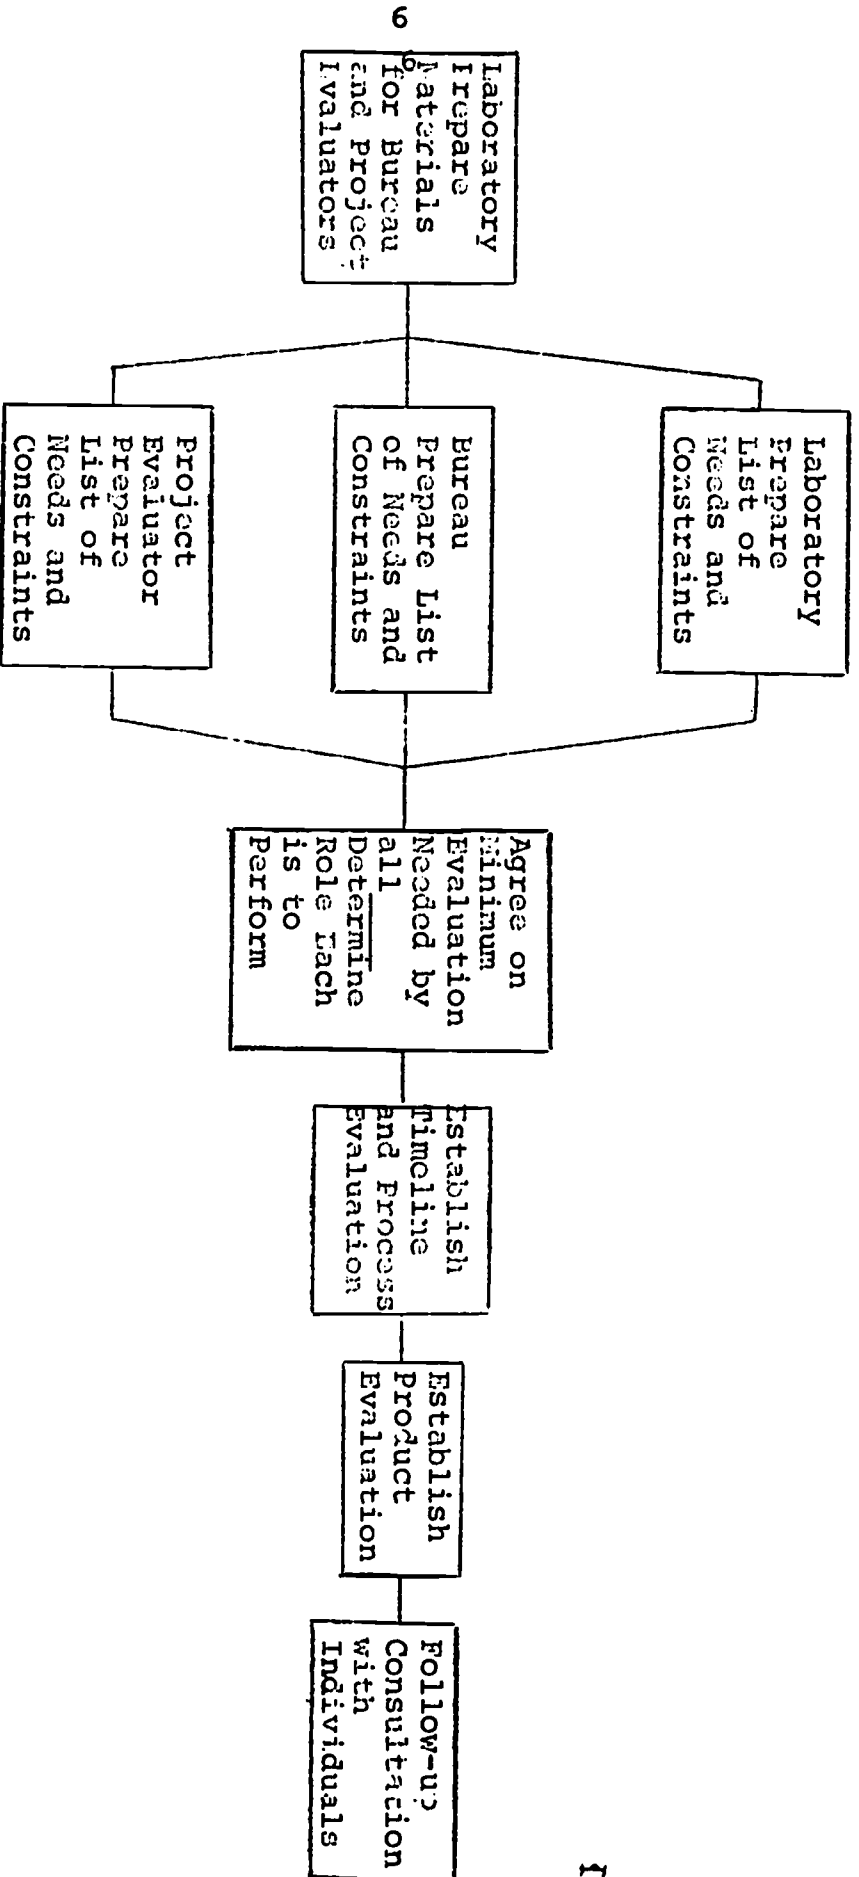 6
6
Laboratory
Prepare
Materials
for Bureau
and Project
Evaluators
Laboratory
Prepare
List of
Needs and
Constraints
Bureau
Prepare List
of Needs and
Constraints
Project
Evaluator
Prepare
List of
Needs and
Constraints
Agree on
Minimum
Evaluation
Needed by
all
Determine
Role Each
is to
Perform
Establish
Timeline
and Process
Evaluation
Establish
Product
Evaluation
Follow-up
Consultation
with
Individuals